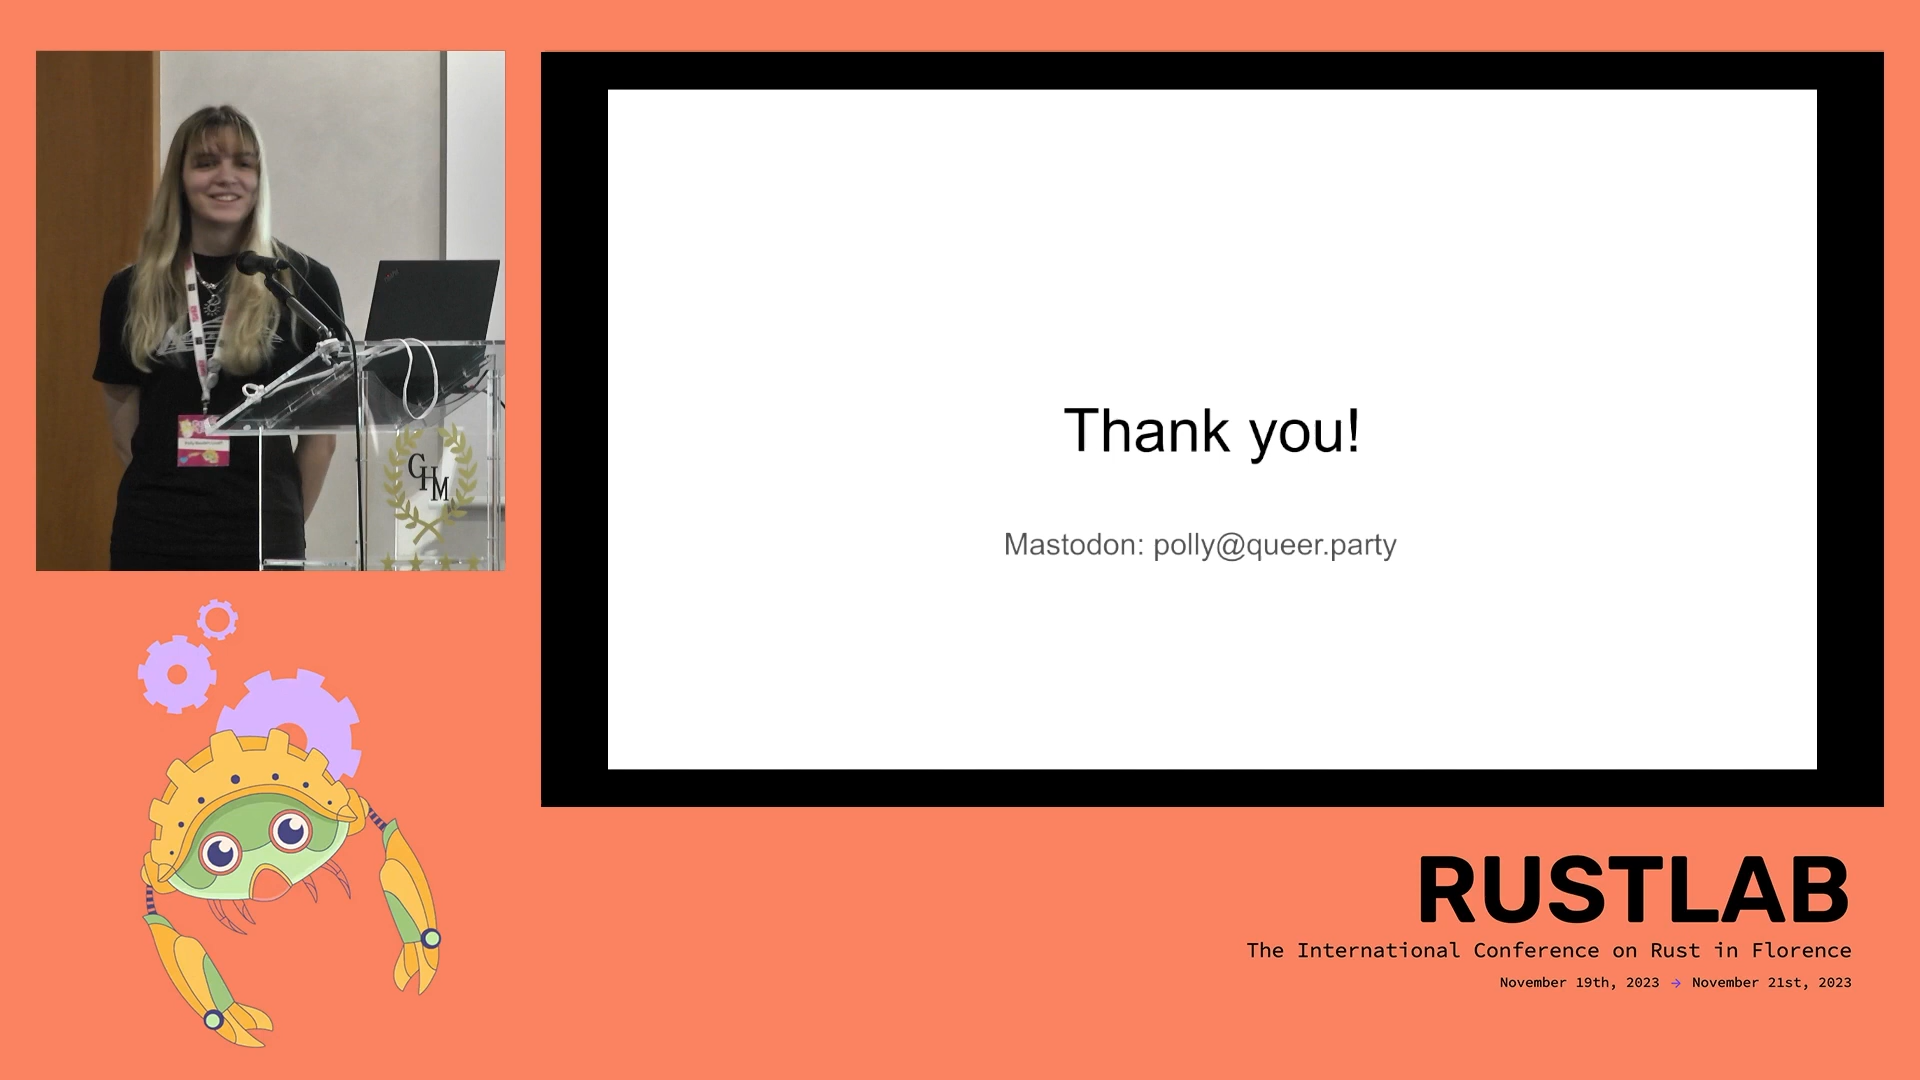 Thank you!
Mastodon: polly@queer.party
GHM
RUSTLAB
The International Conference on Rust in Florence
November 19th, 2023 → November 21st, 2023